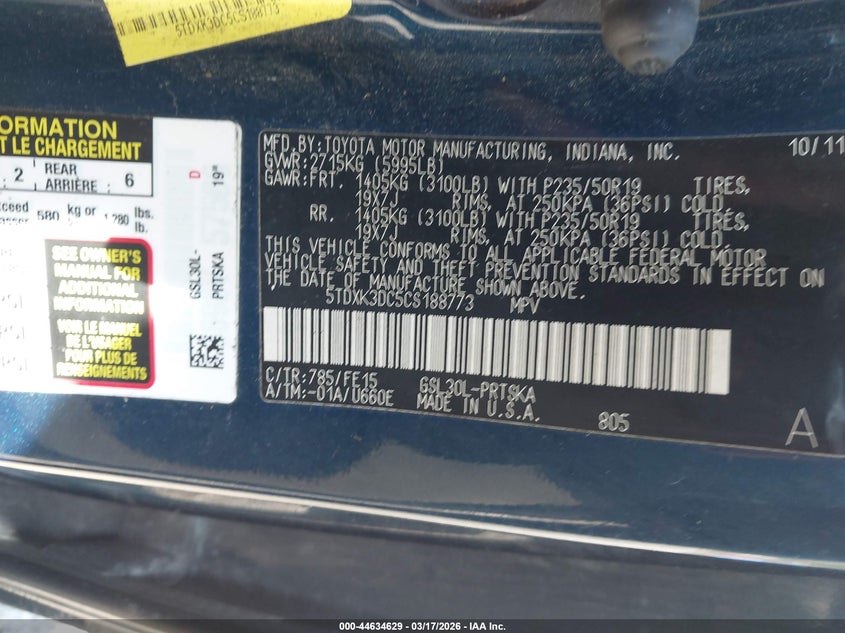 5TDXK3DC5CS188773
ORMATION
T LE CHARGEMENT
2 REAR ARRIÈRE : 6
xceed
580 kg or 1,280 lbs.
lb.
SEE OWNER'S
MANUAL FOR
ADDITIONAL
INFORMATION
VOIR LE MANUEL
DE L'USAGER
POUR PLUS DE
RENSEIGNEMENTS
PSI
PSI
GSL30L-
PRTSKA
D
19"
MFD.BY:TOYOTA MOTOR MANUFACTURING, INDIANA, INC. 10/11
GVWR:2715KG (5995LB)
GAWR:FRT. 1405KG (3100LB) WITH P235/50R19 TIRES,
19X7J RIMS, AT 250KPA (36PSI) COLD.
RR. 1405KG (3100LB) WITH P235/50R19 TIRES,
19X7J RIMS, AT 250KPA (36PSI) COLD.
THIS VEHICLE CONFORMS TO ALL APPLICABLE FEDERAL MOTOR
VEHICLE SAFETY AND THEFT PREVENTION STANDARDS IN EFFECT ON
THE DATE OF MANUFACTURE SHOWN ABOVE.
5TDXK3DC5CS188773 MPV
C/TR:785/FE15 GSL30L-PRTSKA
A/TM:-01A/U660E MADE IN U.S.A.
805
A
000-44634629 - 03/17/2026 - IAA Inc.